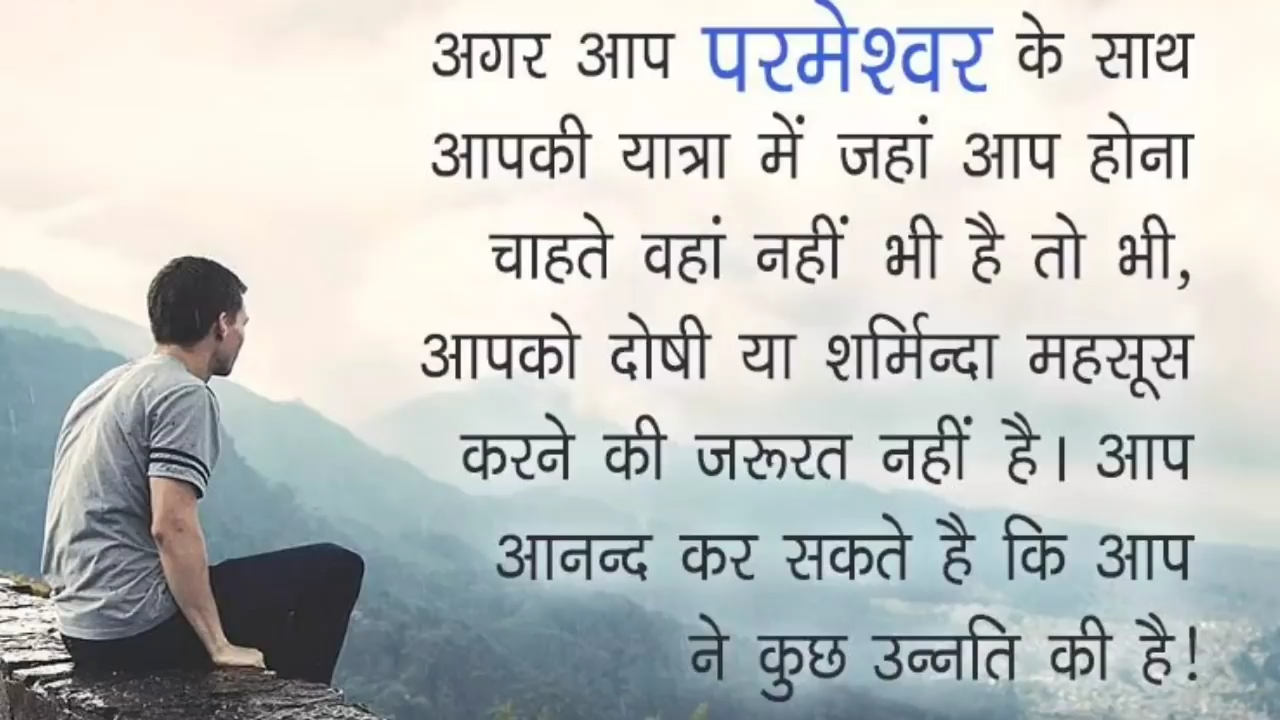 अगर आप परमेश्वर के साथ
आपकी यात्रा में जहां आप होना
चाहते वहां नहीं भी है तो भी,
आपको दोषी या शर्मिन्दा महसूस
करने की जरूरत नहीं है। आप
आनन्द कर सकते है कि आप
ने कुछ उन्नति की है!